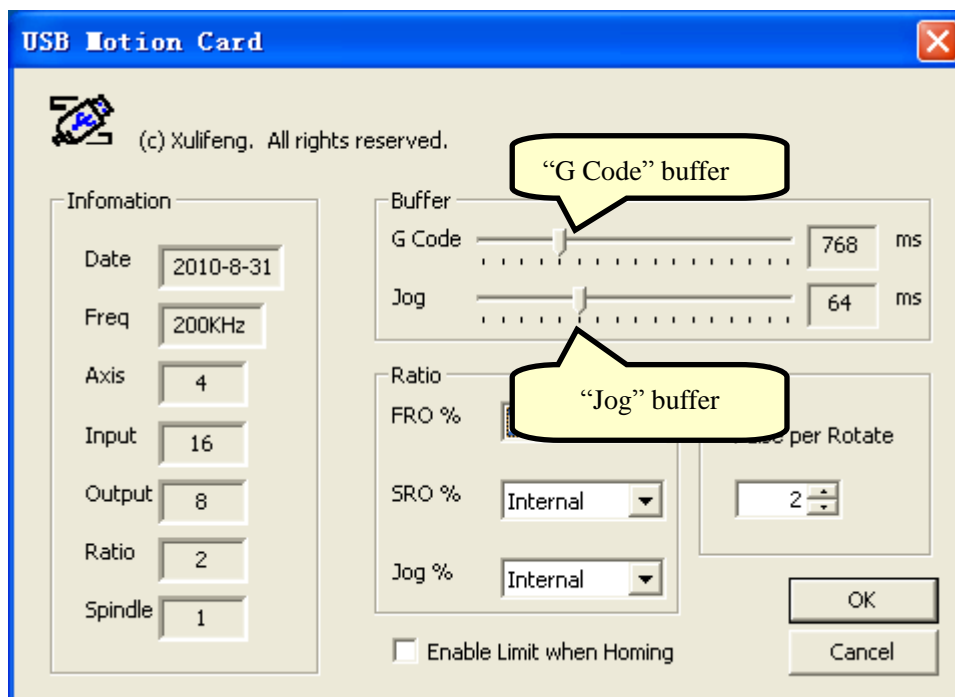 USB Motion Card
(c) Xulifeng. All rights reserved.
Infomation
Date 2010-8-31
Freq 200KHz
Axis 4
Input 16
Output 8
Ratio 2
Spindle 1
“G Code” buffer
Buffer
G Code 768 ms
Jog 64 ms
“Jog” buffer
Ratio
FRO %
SRO % Internal
Jog % Internal
per Rotate
2
Enable Limit when Homing
OK
Cancel